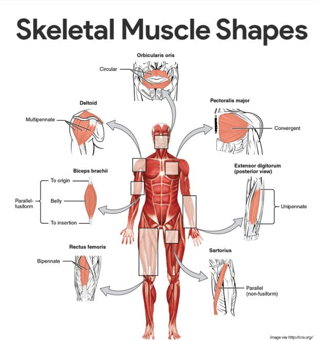 Skeletal Muscle Shapes
Orbicularis oris
Circular
Deltoid
Multipennate
Pectoralis major
Convergent
Biceps brachii
To origin
Parallel-
fusiform
Belly
To insertion
Extensor digitorum
(posterior view)
Unipennate
Rectus femoris
Bipennate
Sartorius
Parallel
(non-fusiform)
image via http://cnx.org/